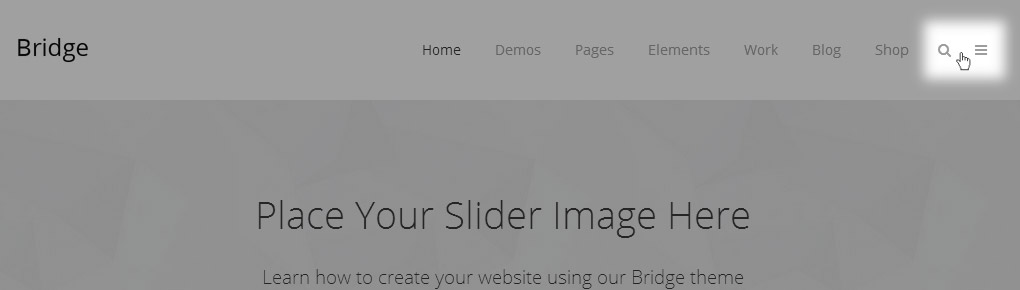 Bridge
Home Demos Pages Elements Work Blog Shop
Place Your Slider Image Here
Learn how to create your website using our Bridge theme